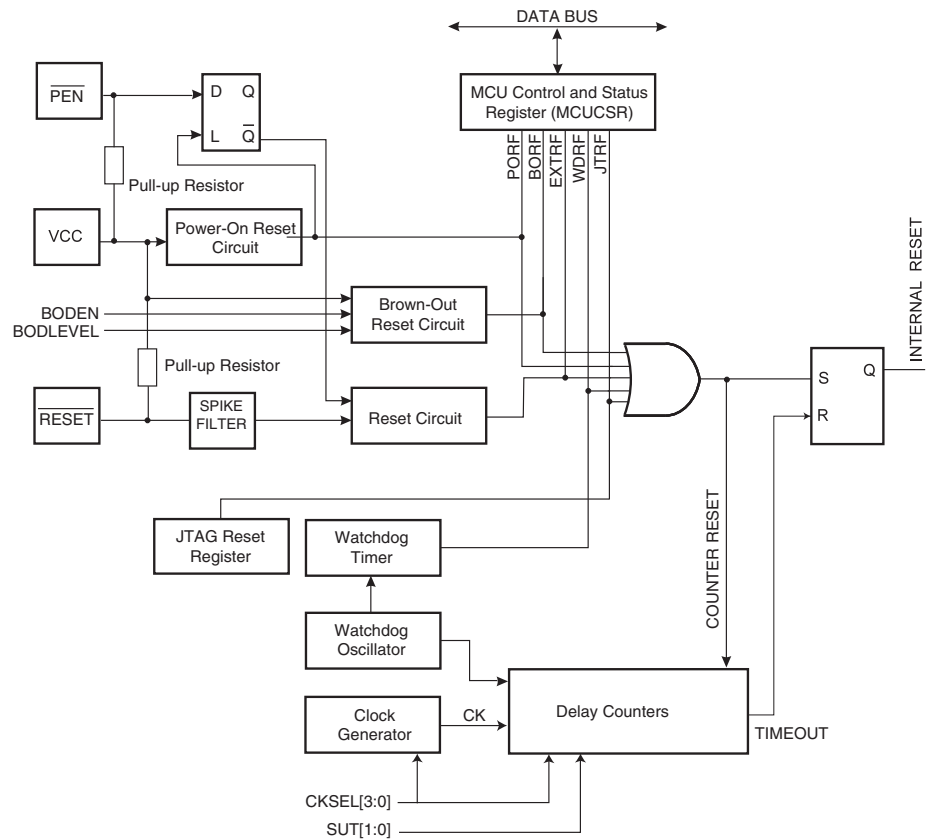 DATA BUS
PEN
D Q
L Q
MCU Control and Status
Register (MCUCSR)
PORF
BORF
EXTRF
WDRF
JTRF
Pull-up Resistor
VCC
Power-On Reset
Circuit
BODEN
BODLEVEL
Brown-Out
Reset Circuit
Pull-up Resistor
RESET
SPIKE
FILTER
Reset Circuit
S Q
R
INTERNAL RESET
JTAG Reset
Register
Watchdog
Timer
COUNTER RESET
Watchdog
Oscillator
Clock
Generator
CK
Delay Counters
TIMEOUT
CKSEL[3:0]
SUT[1:0]